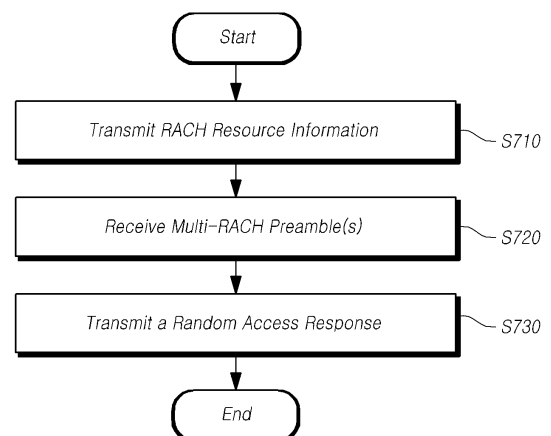 Start
Transmit RACH Resource Information
S710
Receive Multi-RACH Preamble(s)
S720
Transmit a Random Access Response
S730
End